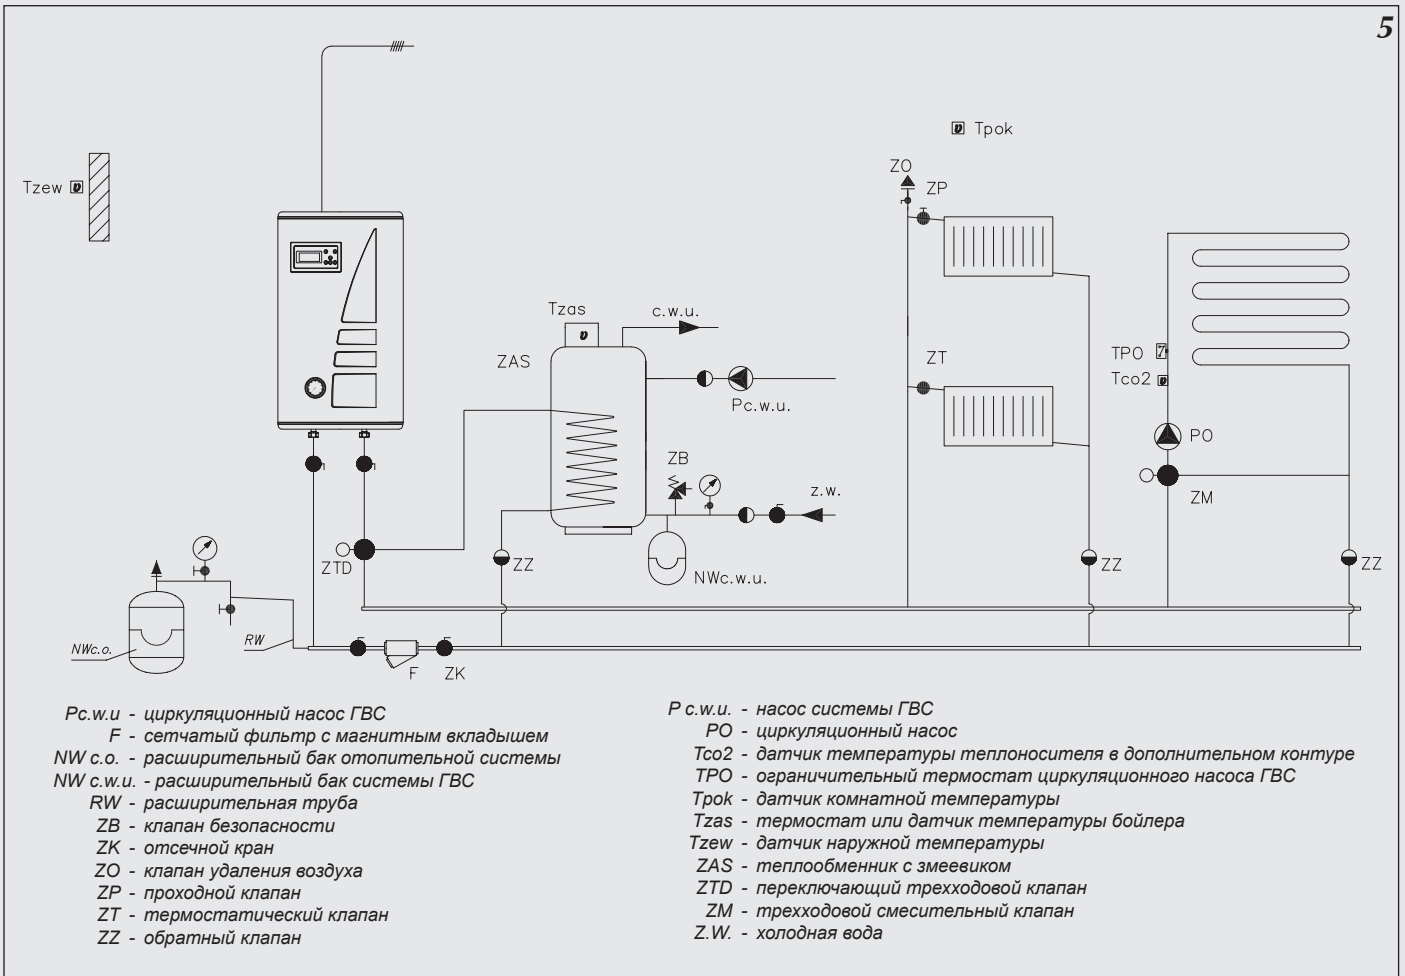 5
Tpok
ZO
ZP
Tzew
Tzas
c.w.u.
ZAS
ZT
TPO
Tco2
Pc.w.u.
PO
ZB
z.w.
ZM
ZTD
ZZ
NWc.w.u.
ZZ
ZZ
RW
NWc.o.
F
ZK
Pc.w.u - циркуляционный насос ГВС
F - сетчатый фильтр с магнитным вкладышем
NW c.o. - расширительный бак отопительной системы
NW c.w.u. - расширительный бак системы ГВС
RW - расширительная труба
ZB - клапан безопасности
ZK - отсечной кран
ZO - клапан удаления воздуха
ZP - проходной клапан
ZT - термостатический клапан
ZZ - обратный клапан
P c.w.u. - насос системы ГВС
PO - циркуляционный насос
Tco2 - датчик температуры теплоносителя в дополнительном контуре
TPO - ограничительный термостат циркуляционного насоса ГВС
Tpok - датчик комнатной температуры
Tzas - термостат или датчик температуры бойлера
Tzew - датчик наружной температуры
ZAS - теплообменник с змеевиком
ZTD - переключающий трехходовой клапан
ZM - трехходовой смесительный клапан
Z.W. - холодная вода